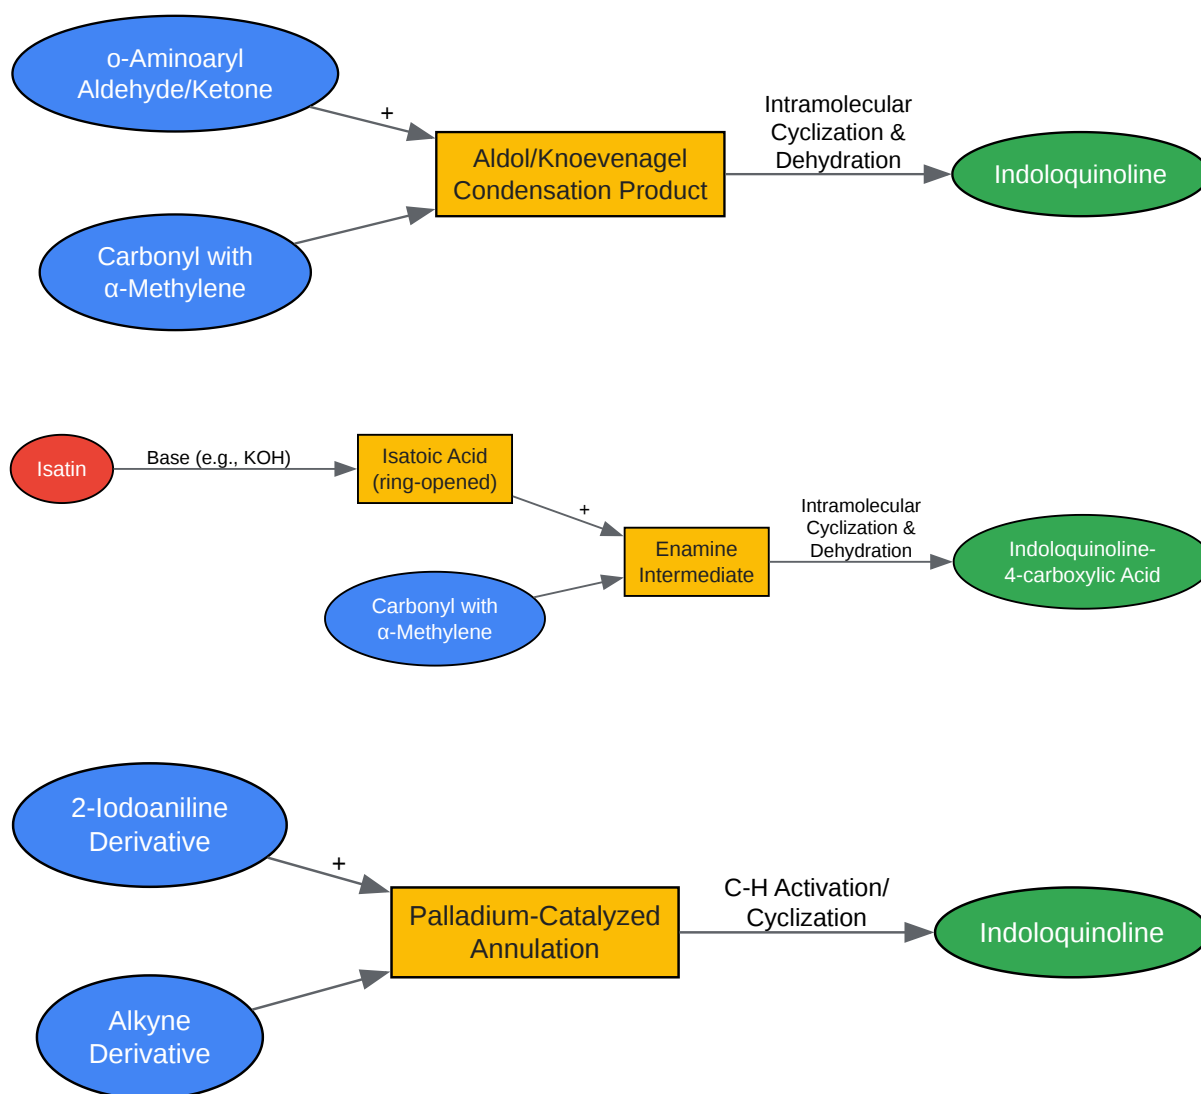 o-Aminoaryl
Aldehyde/Ketone
+
Intramolecular
Cyclization &
Dehydration
Aldol/Knoevenagel
Condensation Product
Indoloquinoline
Carbonyl with
α-Methylene
Isatin
Base (e.g., KOH)
Isatoic Acid
(ring-opened)
+
Intramolecular
Cyclization &
Dehydration
Enamine
Intermediate
Indoloquinoline-
4-carboxylic Acid
Carbonyl with
α-Methylene
2-Iodoaniline
Derivative
+
C-H Activation/
Cyclization
Palladium-Catalyzed
Annulation
Indoloquinoline
Alkyne
Derivative